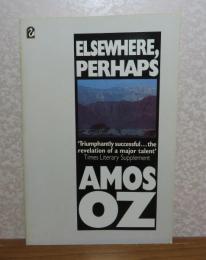 ELSEWHERE,
PERHAPS
'Triumphantly successful...the
revelation of a major talent'
Times Literary Supplement
AMOS
OZ